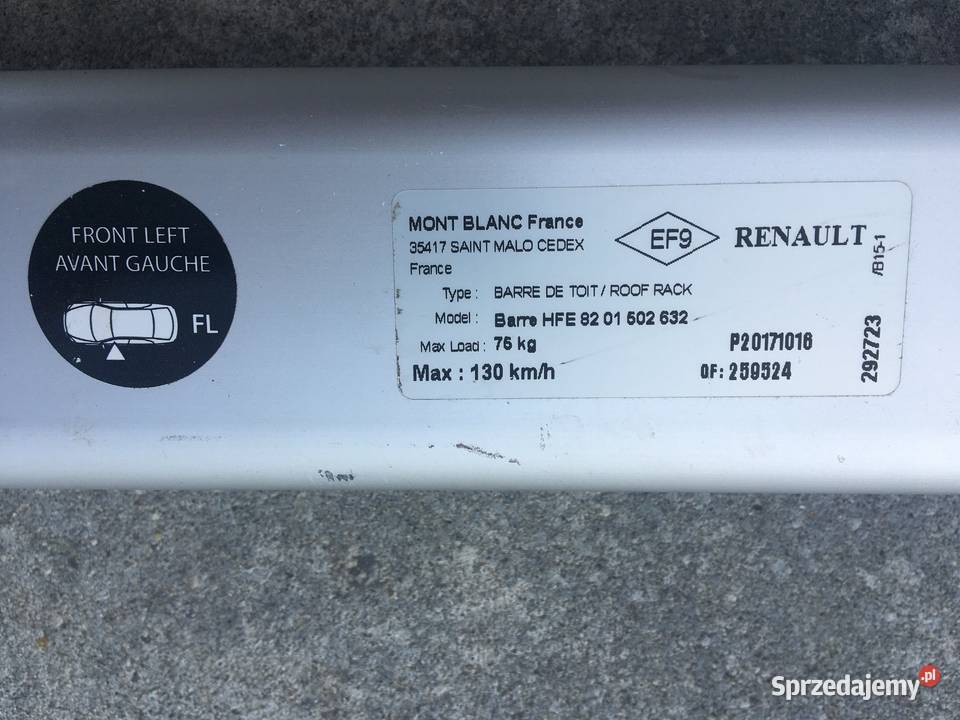 FRONT LEFT
AVANT GAUCHE
FL
MONT BLANC France
35417 SAINT MALO CEDEX
France
EF9
RENAULT
Type : BARRE DE TOIT / ROOF RACK
Model : Barre HFE 82 01 602 632
Max Load : 75 kg
Max : 130 km/h
P20171016
OF: 259524
292723
/B15-1
Sprzedajemy.pl